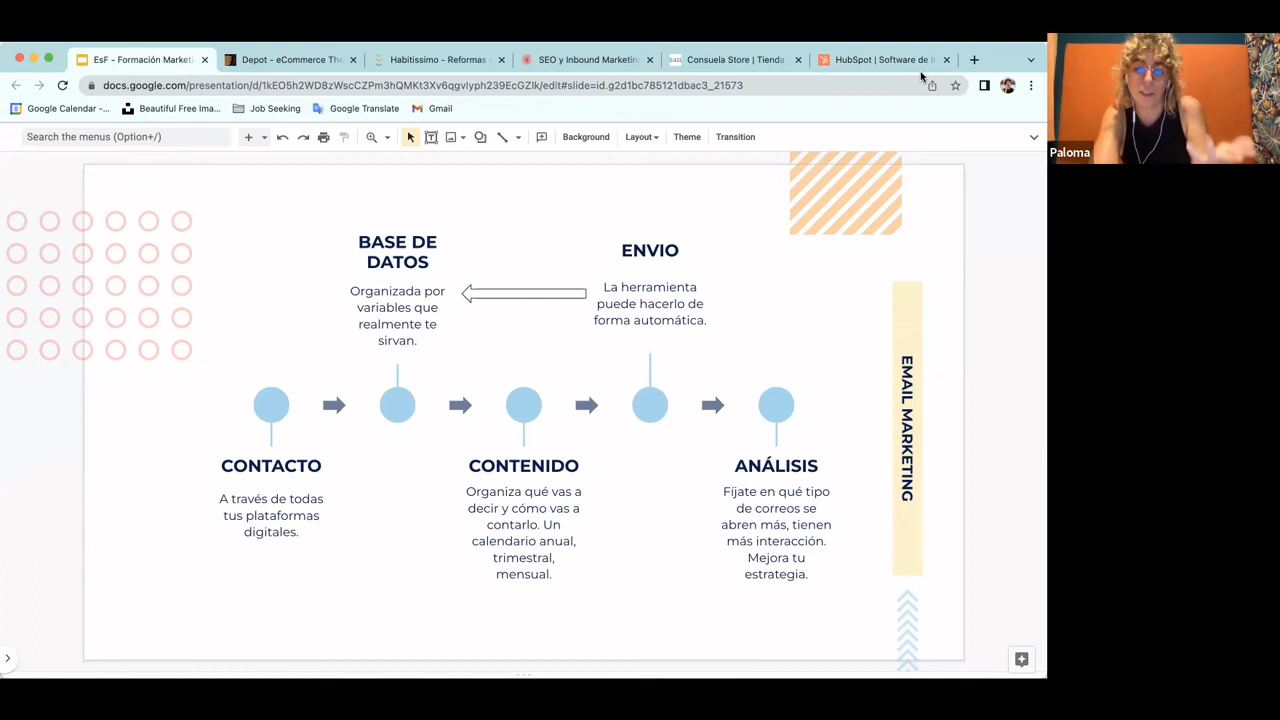 EsF - Formación Marketi
Depot - eCommerce The
Habitissimo - Reformas y
SEO y Inbound Marketing
Consuela Store | Tienda
HubSpot | Software de I
docs.google.com/presentation/d/1kEO5h2WD8zWscCZPm3hQMKt3Xv6qgvlyph239EcGZlk/edit#slide=id.g2d1bc785121dbac3_21573
Google Calendar -...
Beautiful Free Ima...
Job Seeking
Google Translate
Gmail
Search the menus (Option+/)
Background
Layout
Theme
Transition
Paloma
BASE DE
DATOS
Organizada por
variables que
realmente te
sirvan.
ENVIO
La herramienta
puede hacerlo de
forma automática.
CONTACTO
A través de todas
tus plataformas
digitales.
CONTENIDO
Organiza qué vas a
decir y cómo vas a
contarlo. Un
calendario anual,
trimestral,
mensual.
ANÁLISIS
Fíjate en qué tipo
de correos se
abren más, tienen
más interacción.
Mejora tu
estrategia.
EMAIL MARKETING